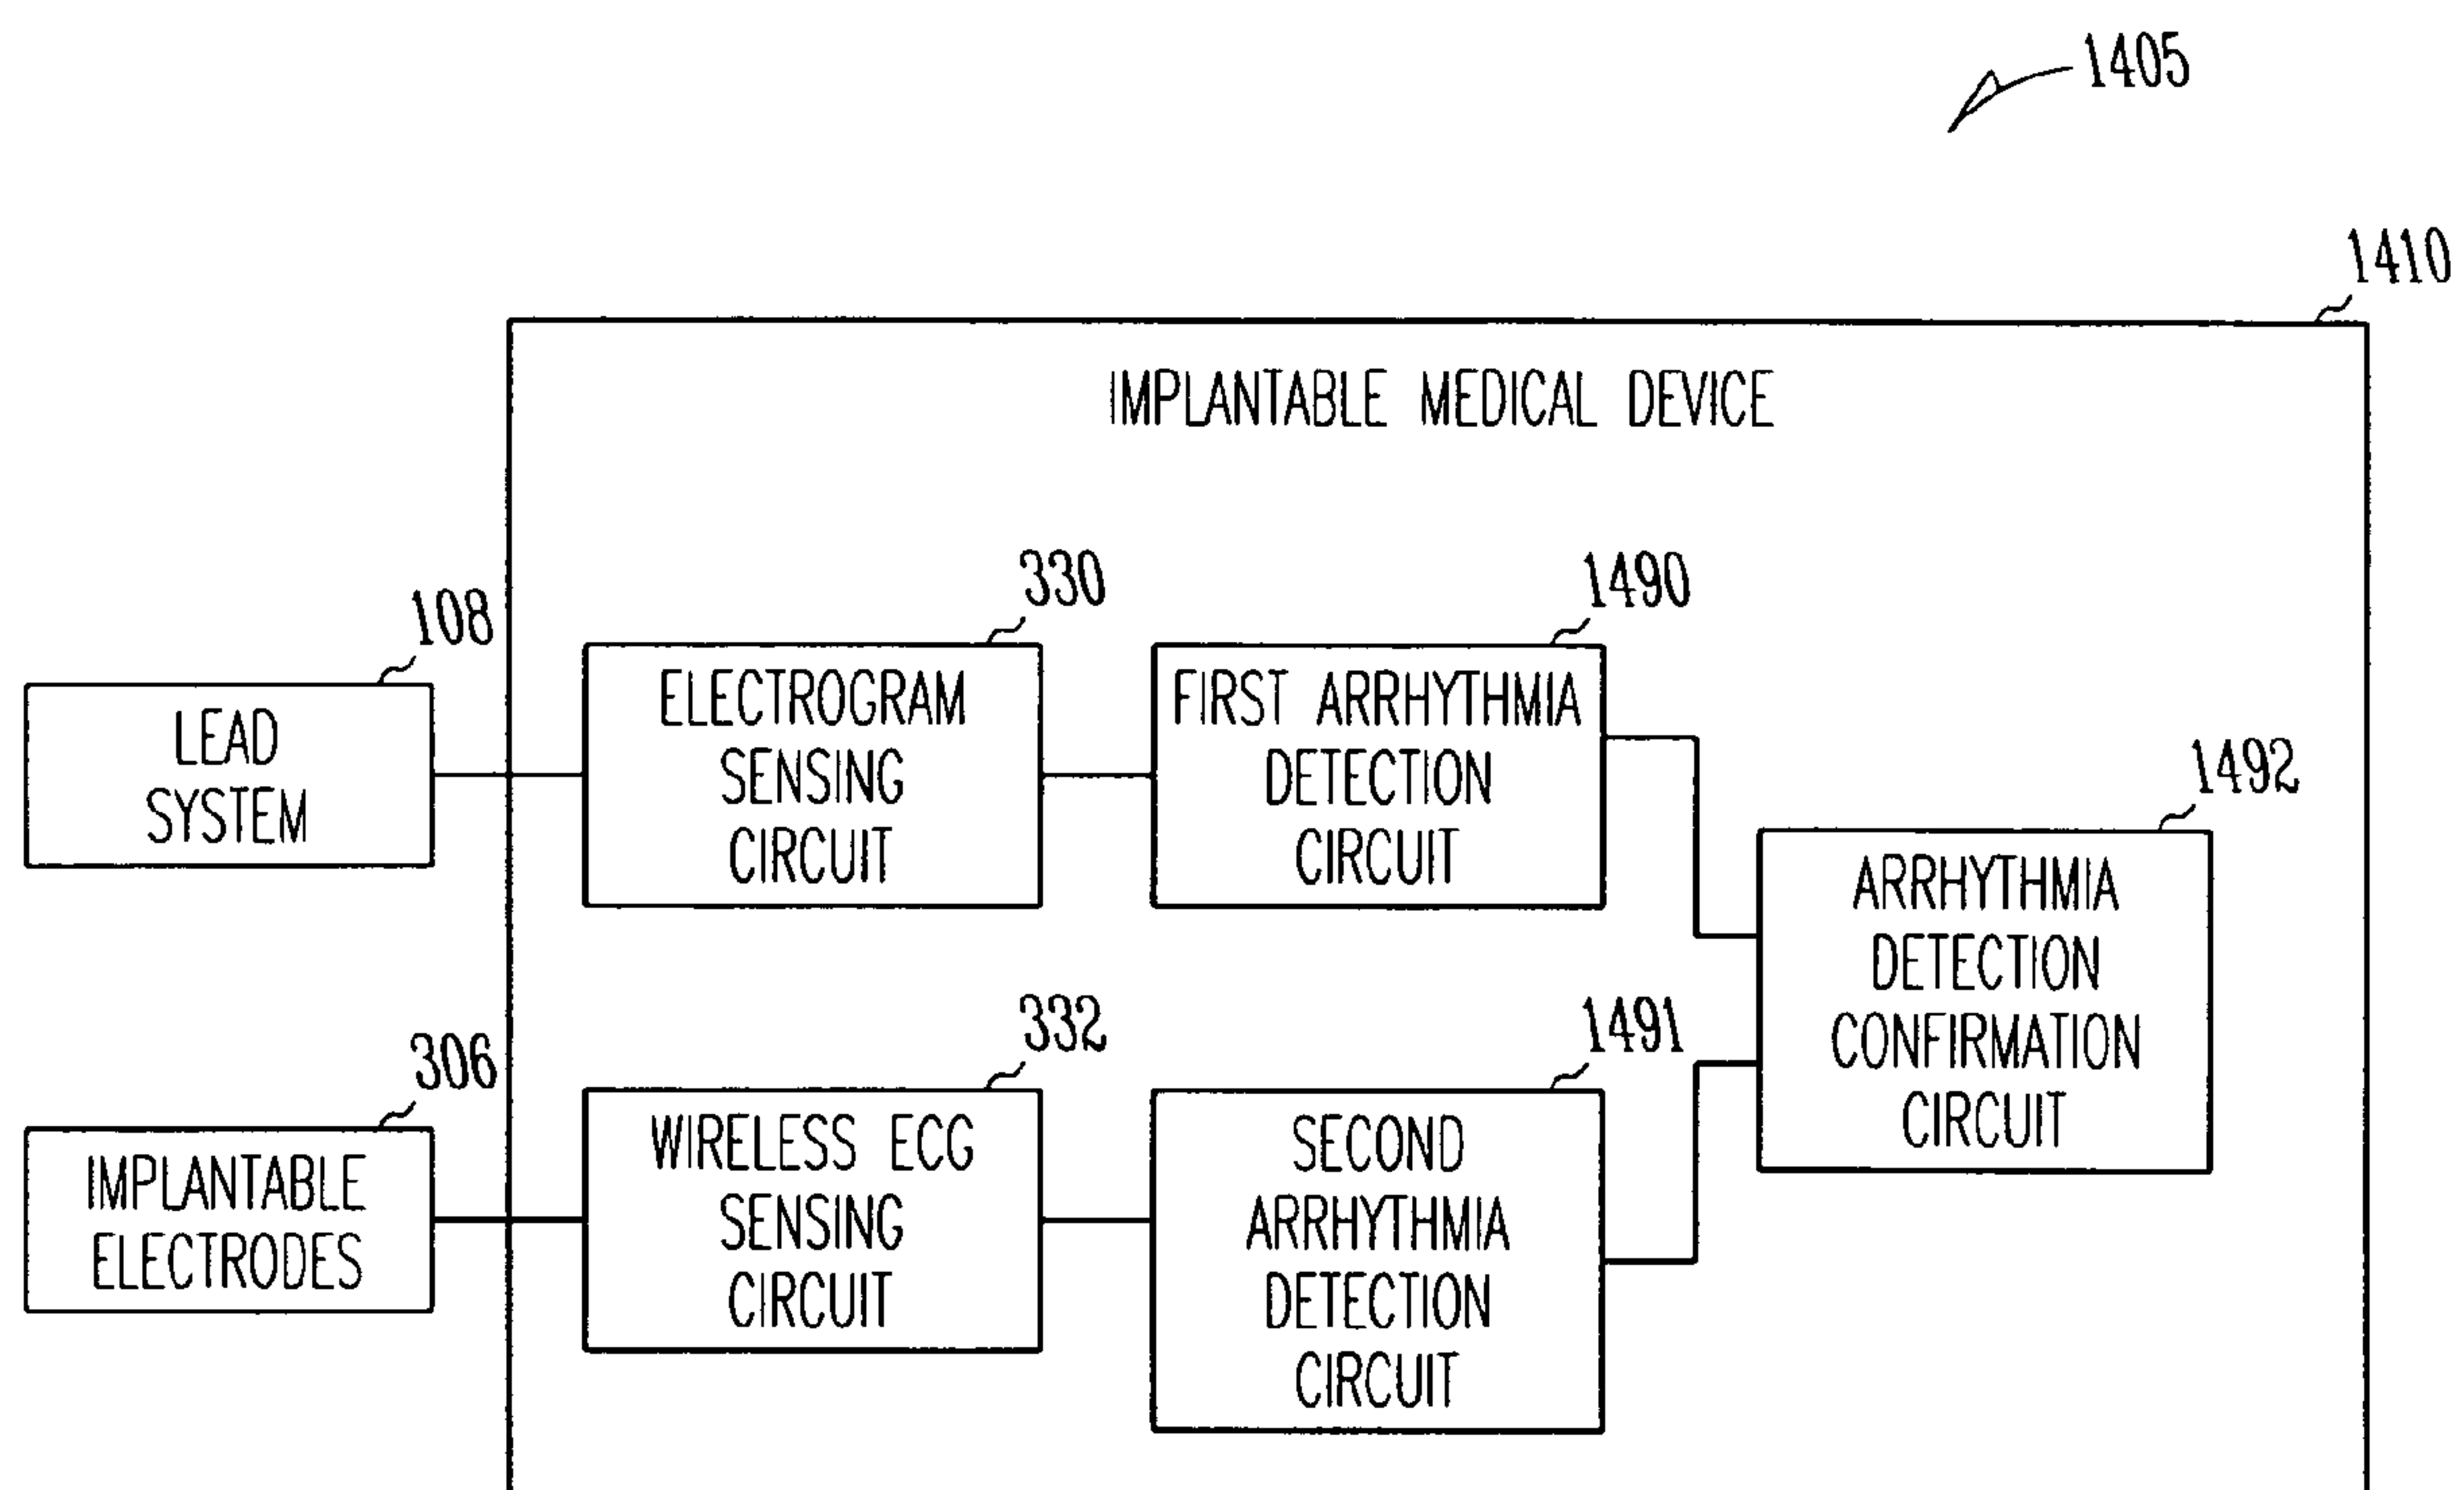 1405
1410
IMPLANTABLE MEDICAL DEVICE
108
LEAD
SYSTEM
330
ELECTROGRAM
SENSING
CIRCUIT
1490
FIRST ARRHYTHMIA
DETECTION
CIRCUIT
1492
ARRHYTHMIA
DETECTION
CONFIRMATION
CIRCUIT
306
IMPLANTABLE
ELECTRODES
332
WIRELESS ECG
SENSING
CIRCUIT
1491
SECOND
ARRHYTHMIA
DETECTION
CIRCUIT